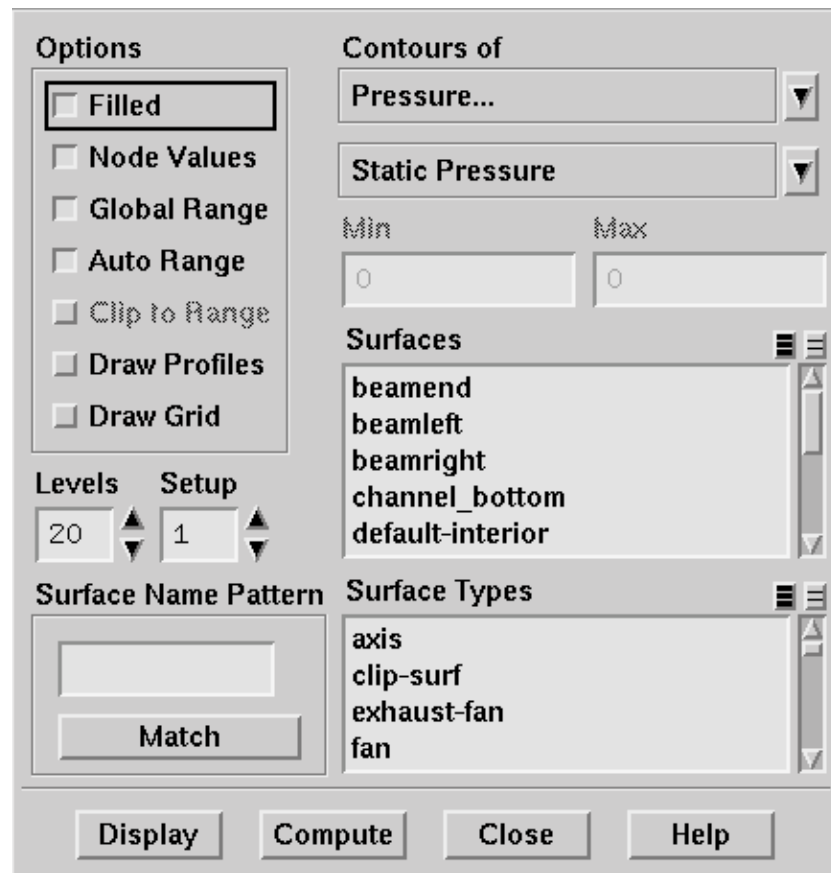 Options
Filled
Node Values
Global Range
Auto Range
Clip to Range
Draw Profiles
Draw Grid
Levels Setup
20 1
Surface Name Pattern
Match
Contours of
Pressure...
Static Pressure
Min Max
0 0
Surfaces
beamend
beamleft
beamright
channel_bottom
default-interior
Surface Types
axis
clip-surf
exhaust-fan
fan
Display Compute Close Help